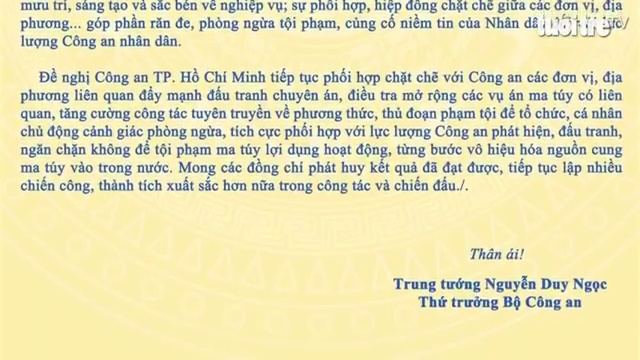 mưu trí, sáng tạo và sắc bén về nghiệp vụ; sự phối hợp, hiệp đồng chặt chẽ giữa các đơn vị, địa
phương... góp phần răn đe, phòng ngừa tội phạm, củng cố niềm tin của Nhân dân
lượng Công an nhân dân.
tuổi trẻ
Đề nghị Công an TP. Hồ Chí Minh tiếp tục phối hợp chặt chẽ với Công an các đơn vị, địa
phương liên quan đẩy mạnh đấu tranh chuyên án, điều tra mở rộng các vụ án ma túy có liên
quan, tăng cường công tác tuyên truyền về phương thức, thủ đoạn phạm tội để tổ chức, cá nhân
chủ động cảnh giác phòng ngừa, tích cực phối hợp với lực lượng Công an phát hiện, đấu tranh,
ngăn chặn không để tội phạm ma túy lợi dụng hoạt động, từng bước vô hiệu hóa nguồn cung
ma túy vào trong nước. Mong các đồng chí phát huy kết quả đã đạt được, tiếp tục lập nhiều
chiến công, thành tích xuất sắc hơn nữa trong công tác và chiến đấu./.
Thân ái!
Trung tướng Nguyễn Duy Ngọc
Thứ trưởng Bộ Công an